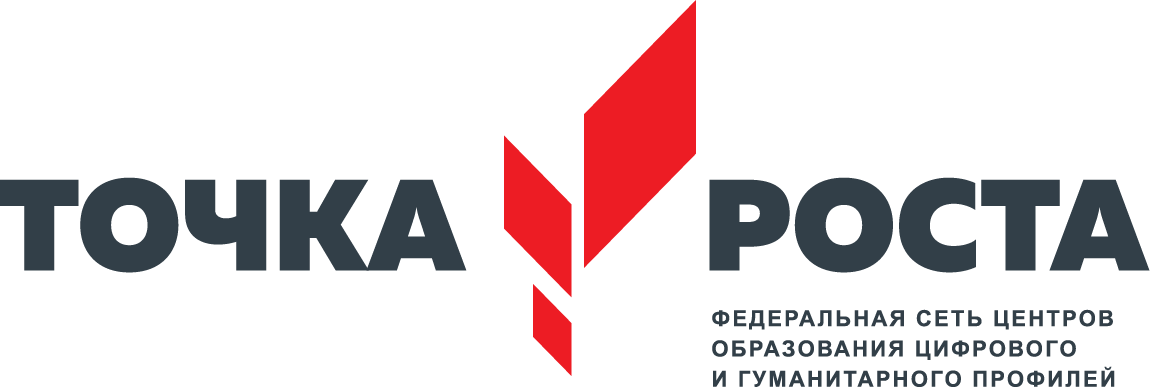 ТОЧКА РОСТА
ФЕДЕРАЛЬНАЯ СЕТЬ ЦЕНТРОВ
ОБРАЗОВАНИЯ ЦИФРОВОГО
И ГУМАНИТАРНОГО ПРОФИЛЕЙ